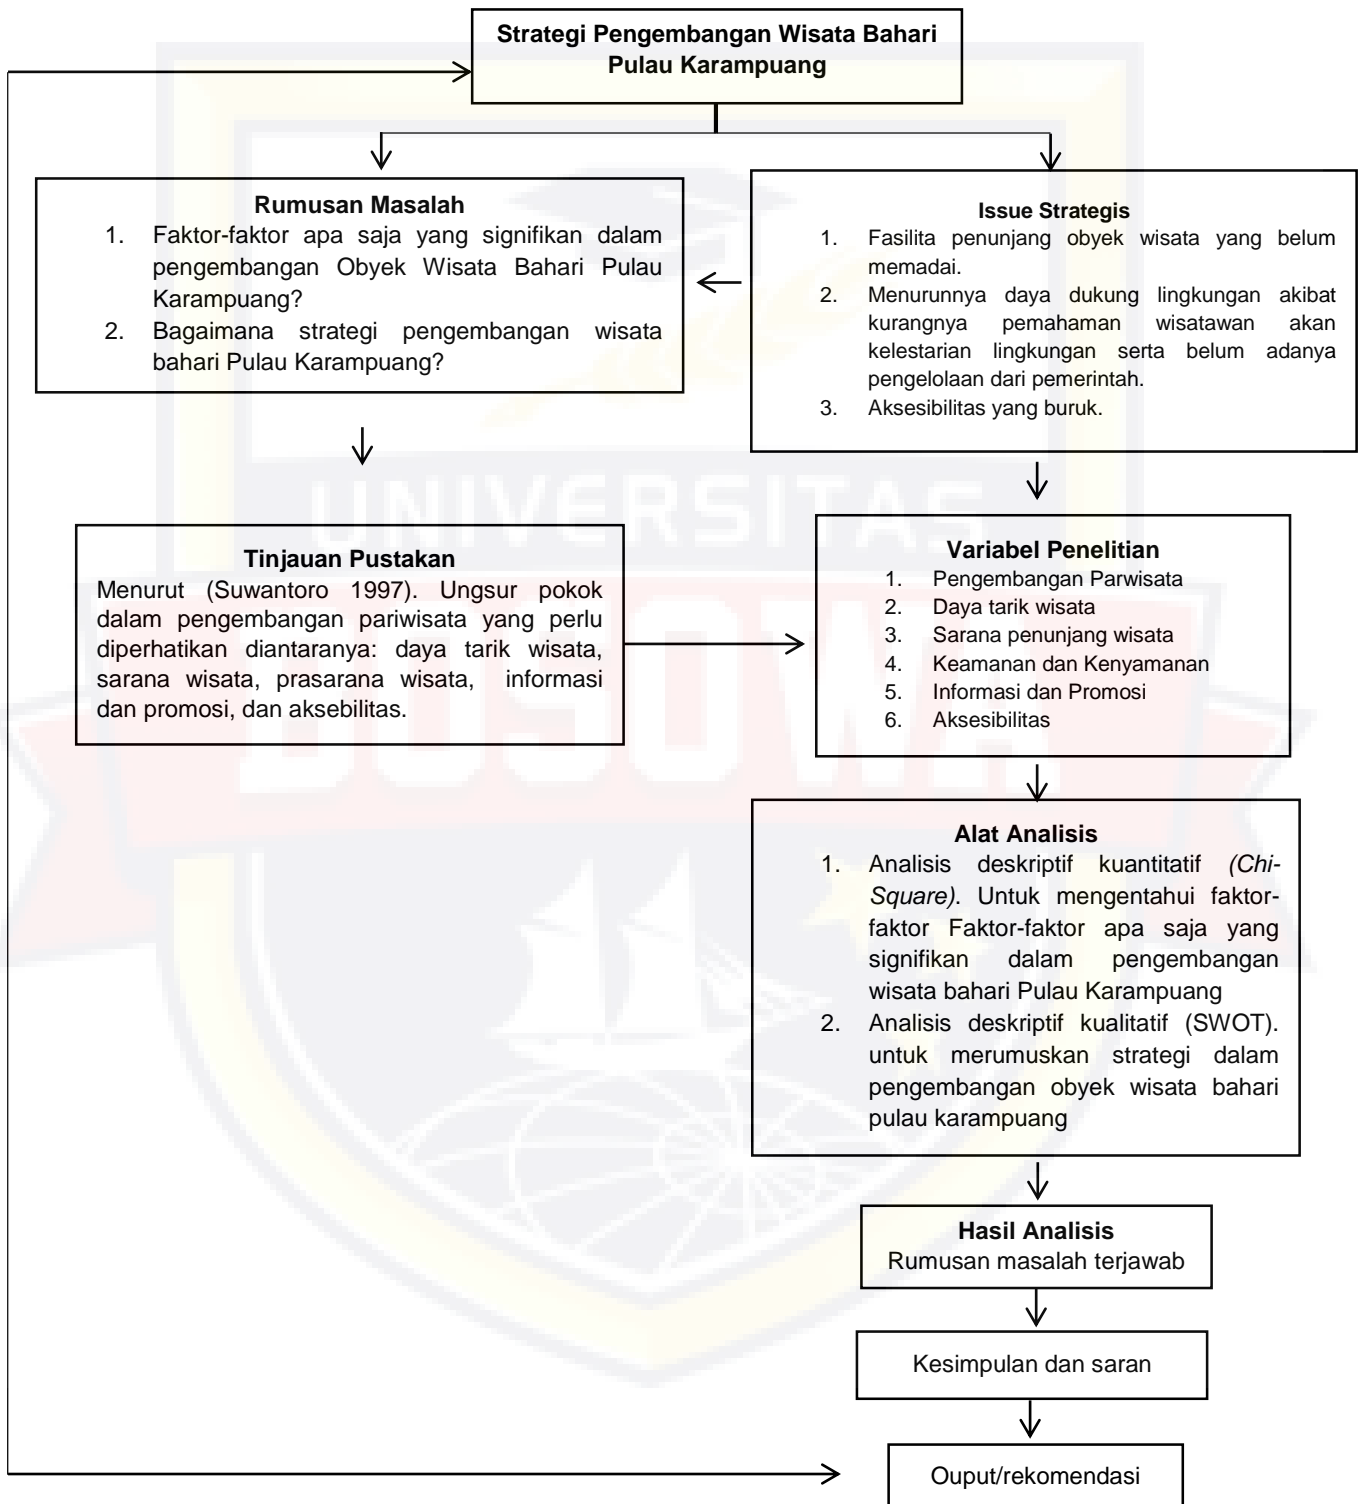 Strategi Pengembangan Wisata Bahari
Pulau Karampuang
Rumusan Masalah
1. Faktor-faktor apa saja yang signifikan dalam
pengembangan Obyek Wisata Bahari Pulau
Karampuang?
2. Bagaimana strategi pengembangan wisata
bahari Pulau Karampuang?
Issue Strategis
1. Fasilita penunjang obyek wisata yang belum
memadai.
2. Menurunnya daya dukung lingkungan akibat
kurangnya pemahaman wisatawan akan
kelestarian lingkungan serta belum adanya
pengelolaan dari pemerintah.
3. Aksesibilitas yang buruk.
UNIVERSITAS
BOSOWA
Tinjauan Pustakan
Menurut (Suwantoro 1997). Ungsur pokok
dalam pengembangan pariwisata yang perlu
diperhatikan diantaranya: daya tarik wisata,
sarana wisata, prasarana wisata, informasi
dan promosi, dan aksebilitas.
Variabel Penelitian
1. Pengembangan Parwisata
2. Daya tarik wisata
3. Sarana penunjang wisata
4. Keamanan dan Kenyamanan
5. Informasi dan Promosi
6. Aksesibilitas
Alat Analisis
1. Analisis deskriptif kuantitatif (Chi-
Square). Untuk mengentahui faktor-
faktor Faktor-faktor apa saja yang
signifikan dalam pengembangan
wisata bahari Pulau Karampuang
2. Analisis deskriptif kualitatif (SWOT).
untuk merumuskan strategi dalam
pengembangan obyek wisata bahari
pulau karampuang
Hasil Analisis
Rumusan masalah terjawab
Kesimpulan dan saran
Ouput/rekomendasi